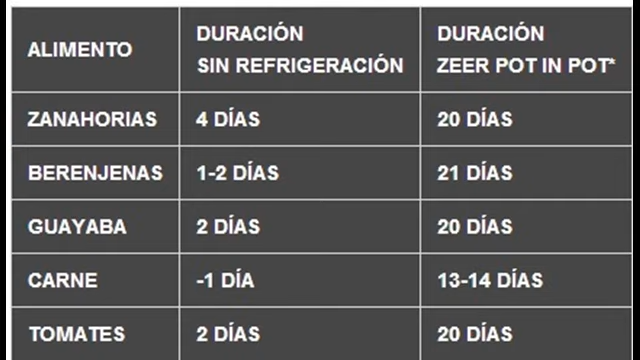 ALIMENTO
DURACIÓN
SIN REFRIGERACIÓN
DURACIÓN
ZEER POT IN POT*
ZANAHORIAS 4 DÍAS 20 DÍAS
BERENJENAS 1-2 DÍAS 21 DÍAS
GUAYABA 2 DÍAS 20 DÍAS
CARNE -1 DÍA 13-14 DÍAS
TOMATES 2 DÍAS 20 DÍAS